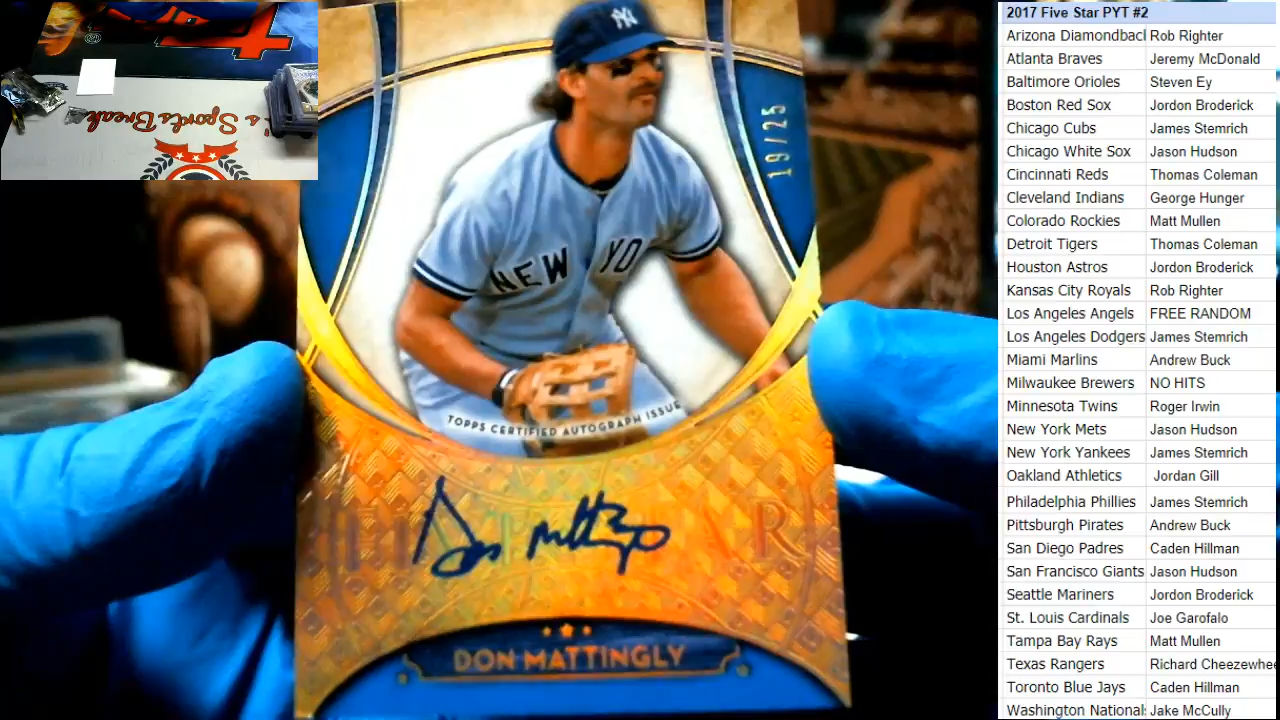 's Sports Break
NY
19/25
NEW YO
TOPPS CERTIFIED AUTOGRAPH ISSUE
Don Mattingly
R
DON MATTINGLY
2017 Five Star PYT #2
Arizona Diamondbacl Rob Righter
Atlanta Braves Jeremy McDonald
Baltimore Orioles Steven Ey
Boston Red Sox Jordon Broderick
Chicago Cubs James Stemrich
Chicago White Sox Jason Hudson
Cincinnati Reds Thomas Coleman
Cleveland Indians George Hunger
Colorado Rockies Matt Mullen
Detroit Tigers Thomas Coleman
Houston Astros Jordon Broderick
Kansas City Royals Rob Righter
Los Angeles Angels FREE RANDOM
Los Angeles Dodgers James Stemrich
Miami Marlins Andrew Buck
Milwaukee Brewers NO HITS
Minnesota Twins Roger Irwin
New York Mets Jason Hudson
New York Yankees James Stemrich
Oakland Athletics Jordan Gill
Philadelphia Phillies James Stemrich
Pittsburgh Pirates Andrew Buck
San Diego Padres Caden Hillman
San Francisco Giants Jason Hudson
Seattle Mariners Jordon Broderick
St. Louis Cardinals Joe Garofalo
Tampa Bay Rays Matt Mullen
Texas Rangers Richard Cheezewhe
Toronto Blue Jays Caden Hillman
Washington Nationals Jake McCully